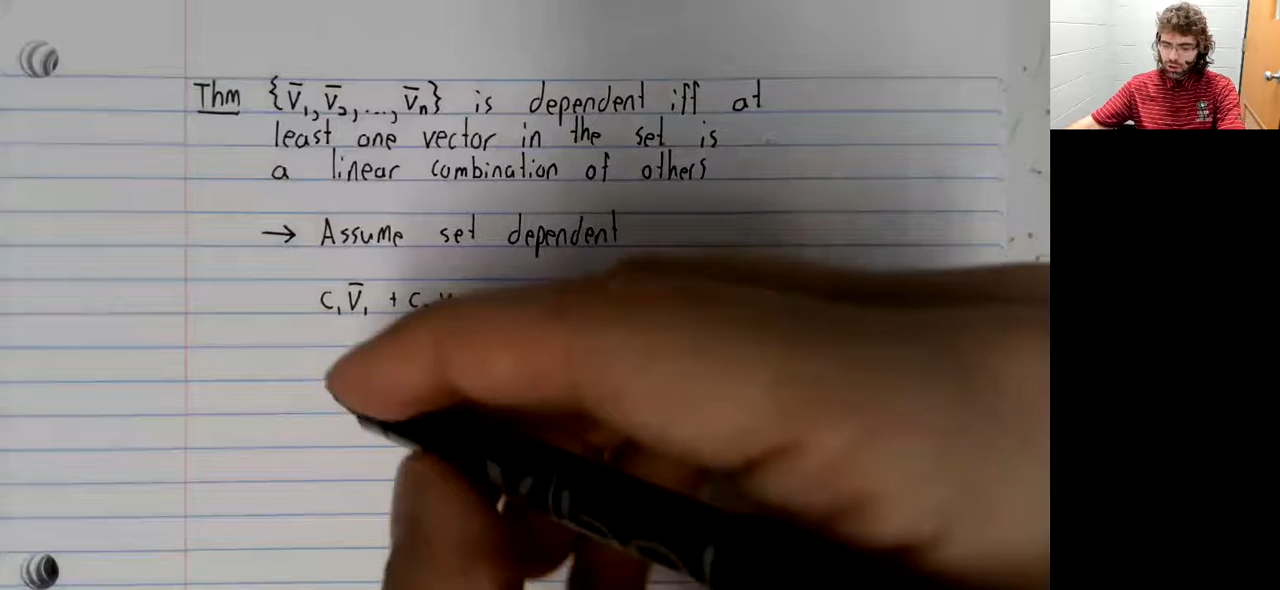 Thm {v̄₁, v̄₂, ..., v̄ₙ} is dependent iff at
least one vector in the set is
a linear combination of others
→ Assume set dependent
c₁v̄₁ + c₂